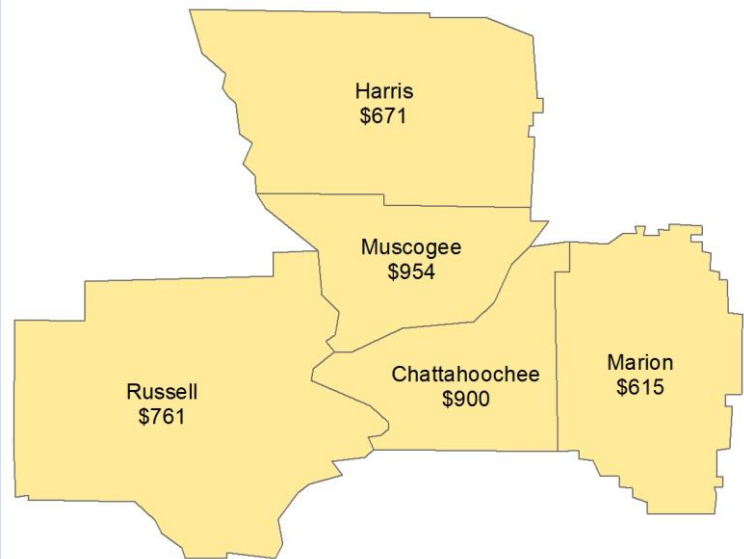 Harris
$671
Muscogee
$954
Chattahoochee
$900
Marion
$615
Russell
$761